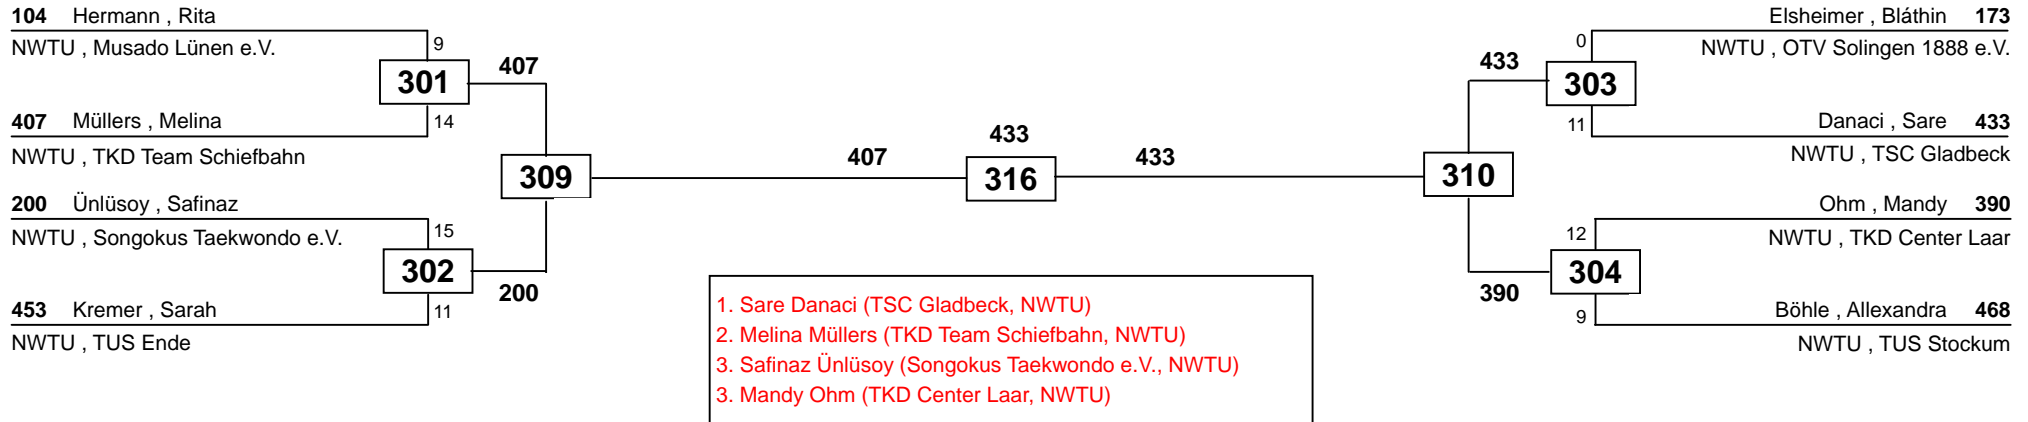 104 Hermann , Rita
NWTU , Musado Lünen e.V.
9
301
407
14
407 Müllers , Melina
NWTU , TKD Team Schiefbahn
309
200 Ünlüsoy , Safinaz
NWTU , Songokus Taekwondo e.V.
15
302
200
11
453 Kremer , Sarah
NWTU , TUS Ende
407
433
316
433
Elsheimer , Bláthin 173
NWTU , OTV Solingen 1888 e.V.
0
433
303
11
Danaci , Sare 433
NWTU , TSC Gladbeck
310
Ohm , Mandy 390
NWTU , TKD Center Laar
12
304
390
9
Böhle , Allexandra 468
NWTU , TUS Stockum
1. Sare Danaci (TSC Gladbeck, NWTU)
2. Melina Müllers (TKD Team Schiefbahn, NWTU)
3. Safinaz Ünlüsoy (Songokus Taekwondo e.V., NWTU)
3. Mandy Ohm (TKD Center Laar, NWTU)